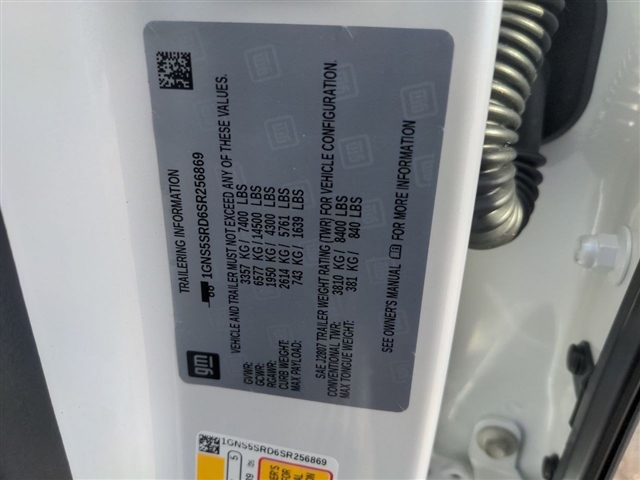 TRAILERING INFORMATION
1GNS5SRD6SR256869
VEHICLE AND TRAILER MUST NOT EXCEED ANY OF THESE VALUES.
GVWR: 3357 KG / 7400 LBS
GCWR: 6577 KG / 14500 LBS
RGAWR: 1950 KG / 4300 LBS
CURB WEIGHT: 2614 KG / 5761 LBS
MAX PAYLOAD: 743 KG / 1639 LBS
SAE J2807 TRAILER WEIGHT RATING (TWR) FOR VEHICLE CONFIGURATION.
CONVENTIONAL TWR: 3810 KG / 8400 LBS
MAX TONGUE WEIGHT: 381 KG / 840 LBS
SEE OWNER'S MANUAL FOR MORE INFORMATION
gm
1GNS5SRD6SR256869